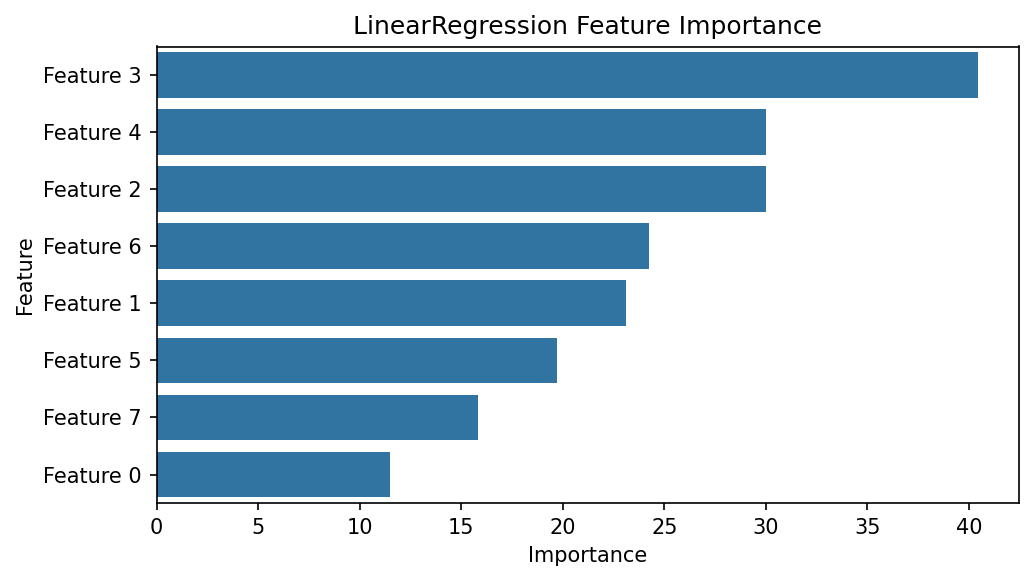 LinearRegression Feature Importance
Feature 3
Feature 4
Feature 2
Feature 6
Feature 1
Feature 5
Feature 7
Feature 0
Feature
0 5 10 15 20 25 30 35 40
Importance